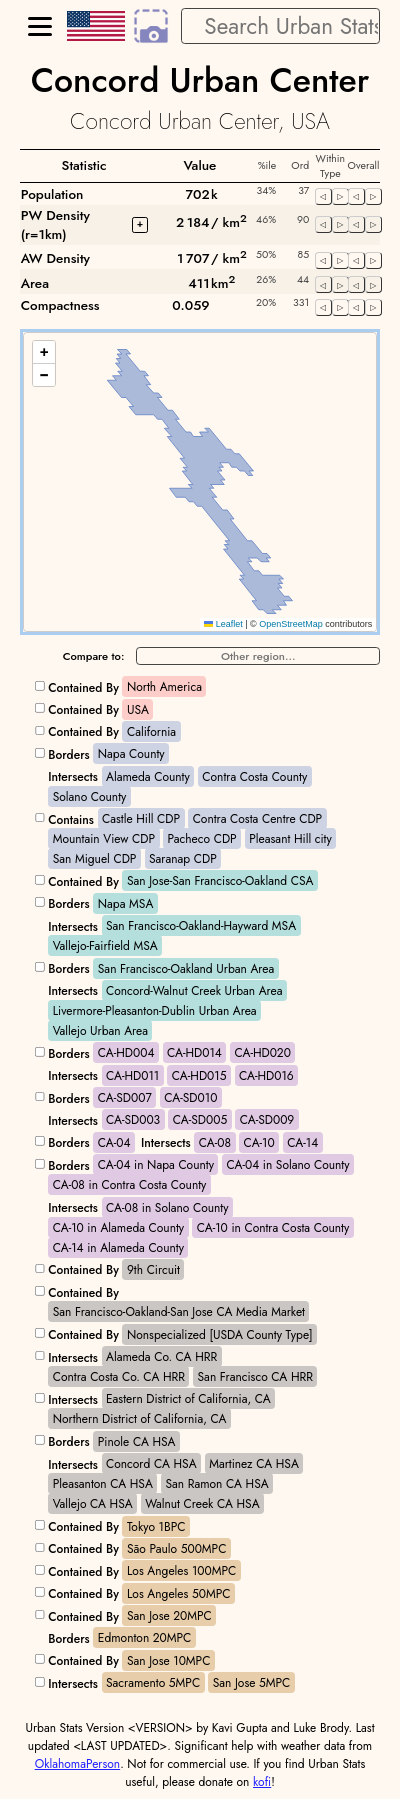 Search Urban Stats
Concord Urban Center
Concord Urban Center, USA
Statistic Value %ile Ord Within Type Overall
Population 702k 34% 37 ◁ ▷ ◁ ▷
PW Density (r=1km) + 2 184 / km² 46% 90 ◁ ▷ ◁ ▷
AW Density 1 707 / km² 50% 85 ◁ ▷ ◁ ▷
Area 411 km² 26% 44 ◁ ▷ ◁ ▷
Compactness 0.059 20% 331 ◁ ▷ ◁ ▷
+
−
Leaflet | © OpenStreetMap contributors
Compare to: Other region...
Contained By North America
Contained By USA
Contained By California
Borders Napa County
Intersects Alameda County Contra Costa County
Solano County
Contains Castle Hill CDP Contra Costa Centre CDP
Mountain View CDP Pacheco CDP Pleasant Hill city
San Miguel CDP Saranap CDP
Contained By San Jose-San Francisco-Oakland CSA
Borders Napa MSA
Intersects San Francisco-Oakland-Hayward MSA
Vallejo-Fairfield MSA
Borders San Francisco-Oakland Urban Area
Intersects Concord-Walnut Creek Urban Area
Livermore-Pleasanton-Dublin Urban Area
Vallejo Urban Area
Borders CA-HD004 CA-HD014 CA-HD020
Intersects CA-HD011 CA-HD015 CA-HD016
Borders CA-SD007 CA-SD010
Intersects CA-SD003 CA-SD005 CA-SD009
Borders CA-04 Intersects CA-08 CA-10 CA-14
Borders CA-04 in Napa County CA-04 in Solano County
CA-08 in Contra Costa County
Intersects CA-08 in Solano County
CA-10 in Alameda County CA-10 in Contra Costa County
CA-14 in Alameda County
Contained By 9th Circuit
Contained By
San Francisco-Oakland-San Jose CA Media Market
Contained By Nonspecialized [USDA County Type]
Intersects Alameda Co. CA HRR
Contra Costa Co. CA HRR San Francisco CA HRR
Intersects Eastern District of California, CA
Northern District of California, CA
Borders Pinole CA HSA
Intersects Concord CA HSA Martinez CA HSA
Pleasanton CA HSA San Ramon CA HSA
Vallejo CA HSA Walnut Creek CA HSA
Contained By Tokyo 1BPC
Contained By São Paulo 500MPC
Contained By Los Angeles 100MPC
Contained By Los Angeles 50MPC
Contained By San Jose 20MPC
Borders Edmonton 20MPC
Contained By San Jose 10MPC
Intersects Sacramento 5MPC San Jose 5MPC
Urban Stats Version <VERSION> by Kavi Gupta and Luke Brody. Last
updated <LAST UPDATED>. Significant help with weather data from
OklahomaPerson. Not for commercial use. If you find Urban Stats
useful, please donate on kofi!